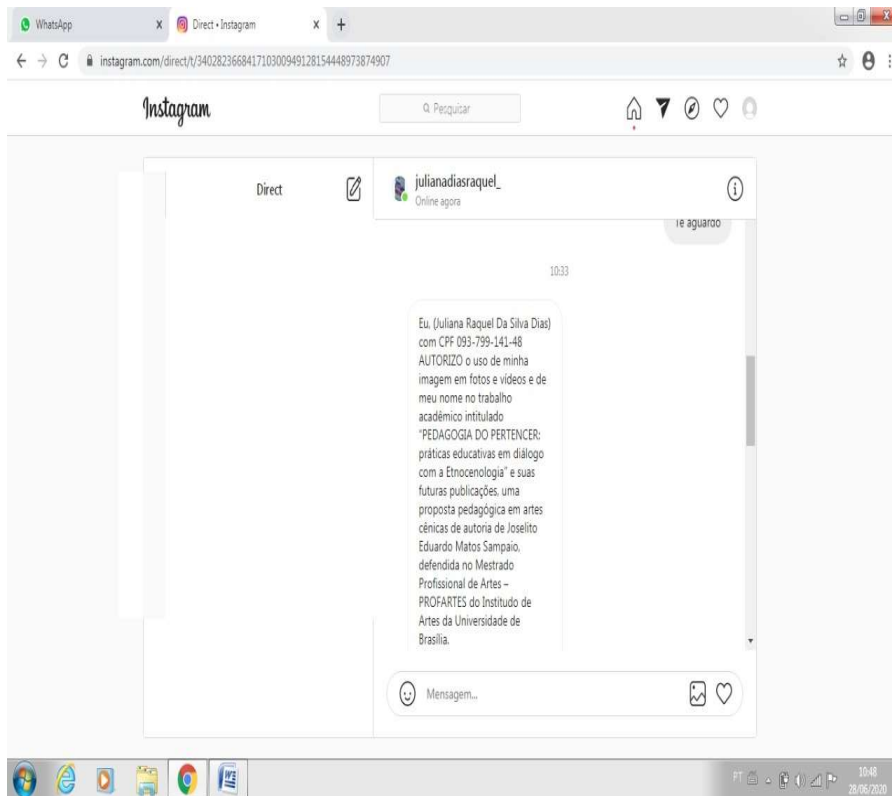 WhatsApp
Direct • Instagram
instagram.com/direct/t/340282366841710300949128154448973874907
Instagram
Pesquisar
Direct
julianadiasraquel_
Online agora
Te aguardo
10:33
Eu, (Juliana Raquel Da Silva Dias)
com CPF 093-799-141-48
AUTORIZO o uso de minha
imagem em fotos e vídeos e de
meu nome no trabalho
acadêmico intitulado
"PEDAGOGIA DO PERTENCER:
práticas educativas em diálogo
com a Etnocenologia" e suas
futuras publicações, uma
proposta pedagógica em artes
cênicas de autoria de Joselito
Eduardo Matos Sampaio,
defendida no Mestrado
Profissional de Artes –
PROFARTES do Institudo de
Artes da Universidade de
Brasília.
Mensagem...
PT
10:48
28/06/2020